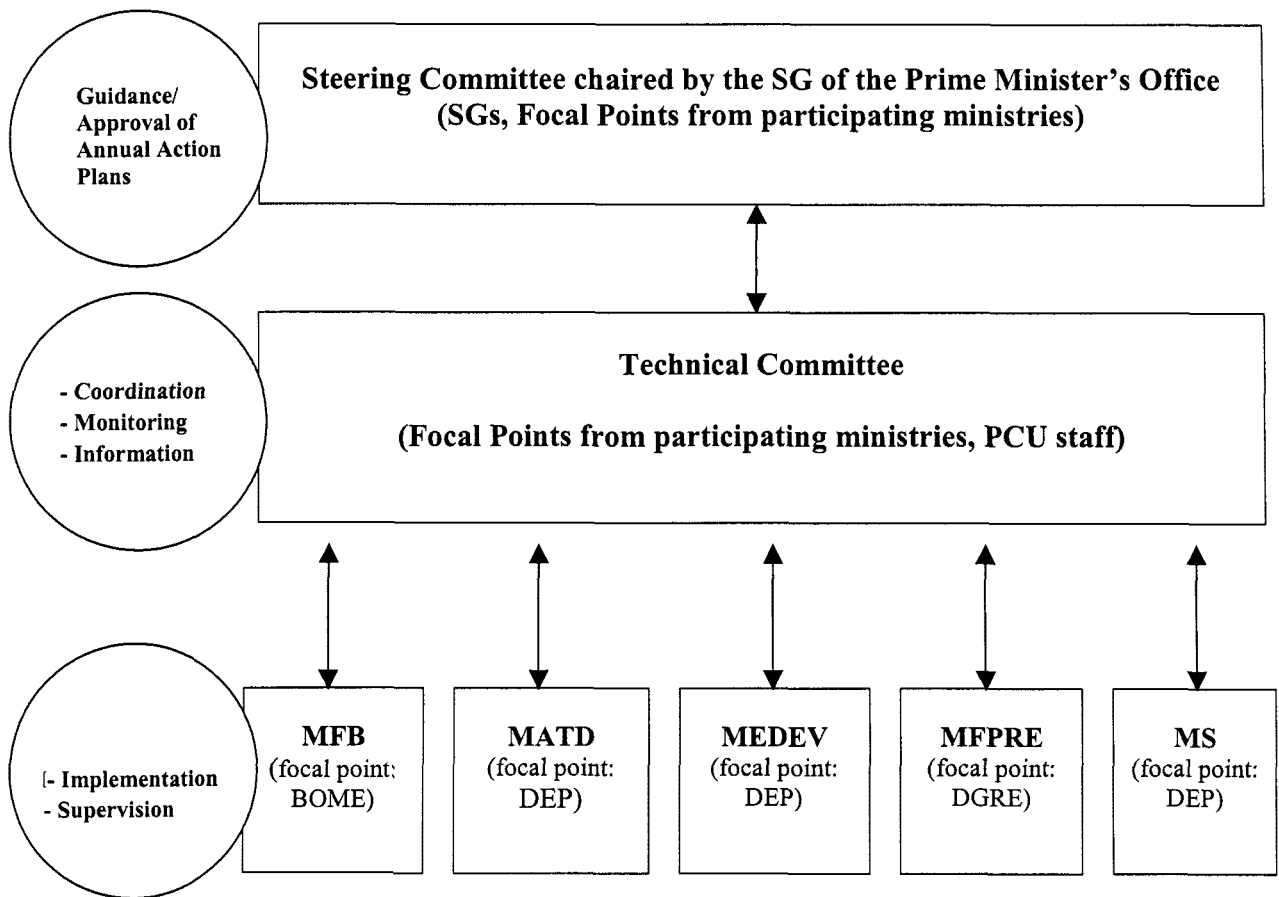 Guidance/
Approval of
Annual Action
Plans
Steering Committee chaired by the SG of the Prime Minister's Office
(SGs, Focal Points from participating ministries)
- Coordination
- Monitoring
- Information
Technical Committee
(Focal Points from participating ministries, PCU staff)
- Implementation
- Supervision
MFB
(focal point:
BOME)
MATD
(focal point:
DEP)
MEDEV
(focal point:
DEP)
MFPRE
(focal point:
DGRE)
MS
(focal point:
DEP)